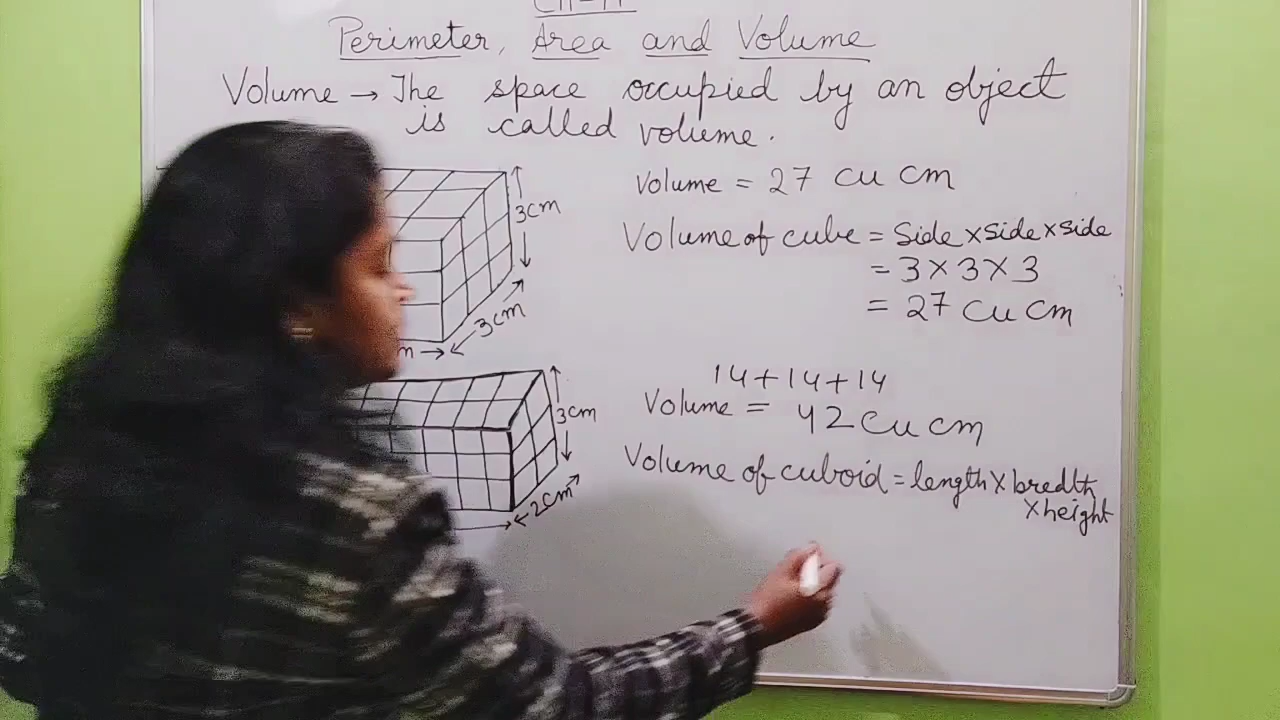 Perimeter, Area and Volume
Volume → The space occupied by an object
is called volume.
Volume = 27 cu cm
3cm
Volume of cube = Side × side × side
= 3 × 3 × 3
3cm
= 27 cu cm
m →
14 + 14 + 14
Volume = 42 cu cm
3cm
Volume of cuboid = length × bredth
× height
2cm